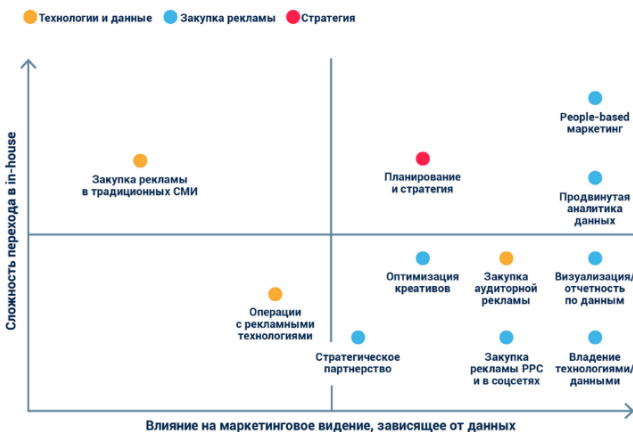 Технологии и данные
Закупка рекламы
Стратегия
Сложность перехода в in-house
People-based
маркетинг
Закупка рекламы
в традиционных СМИ
Планирование
и стратегия
Продвинутая
аналитика
данных
Оптимизация
креативов
Закупка
аудиторной
рекламы
Визуализация/
отчетность
по данным
Операции
с рекламными
технологиями
Стратегическое
партнерство
Закупка
рекламы PPC
и в соцсетях
Владение
технологиями/
данными
Влияние на маркетинговое видение, зависящее от данных